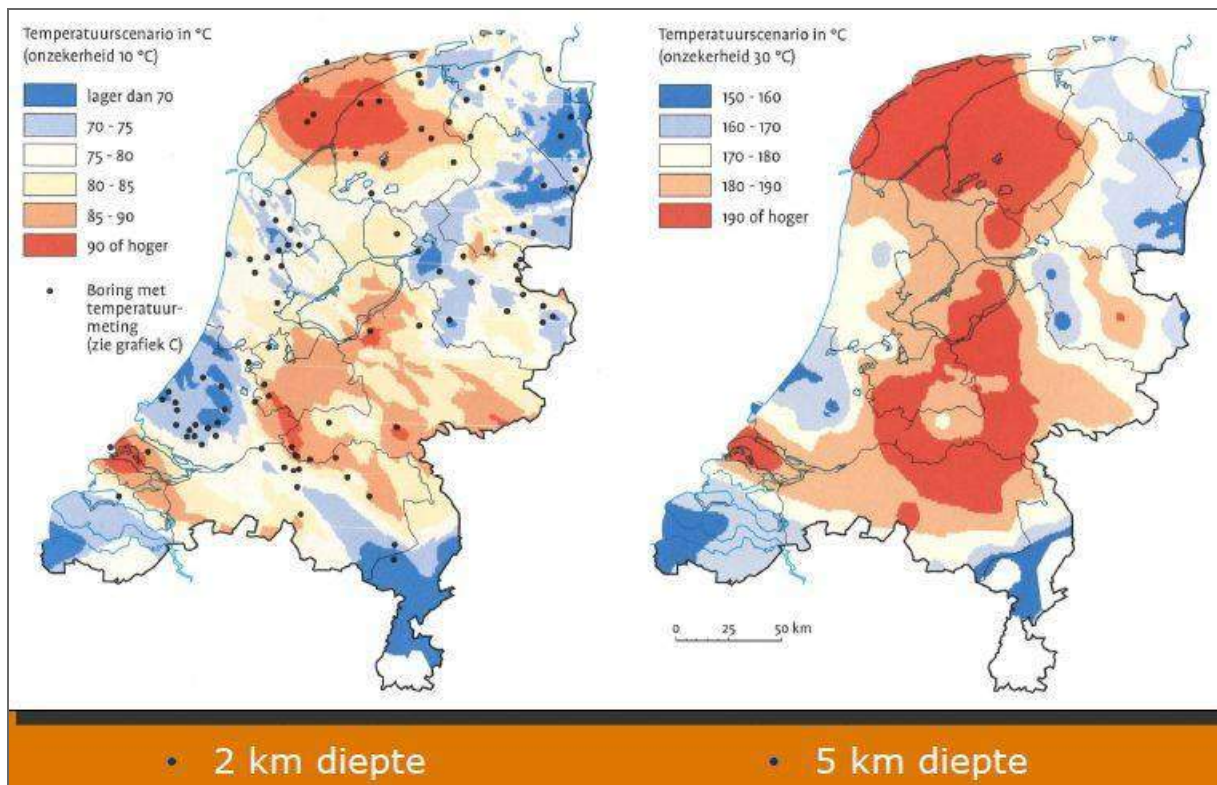 Temperatuurscenario in °C
(onzekerheid 10 °C)
lager dan 70
70 - 75
75 - 80
80 - 85
85 - 90
90 of hoger
Boring met
temperatuur-
meting
(zie grafiek C)
Temperatuurscenario in °C
(onzekerheid 30 °C)
150 - 160
160 - 170
170 - 180
180 - 190
190 of hoger
0 25 50 km
• 2 km diepte
• 5 km diepte